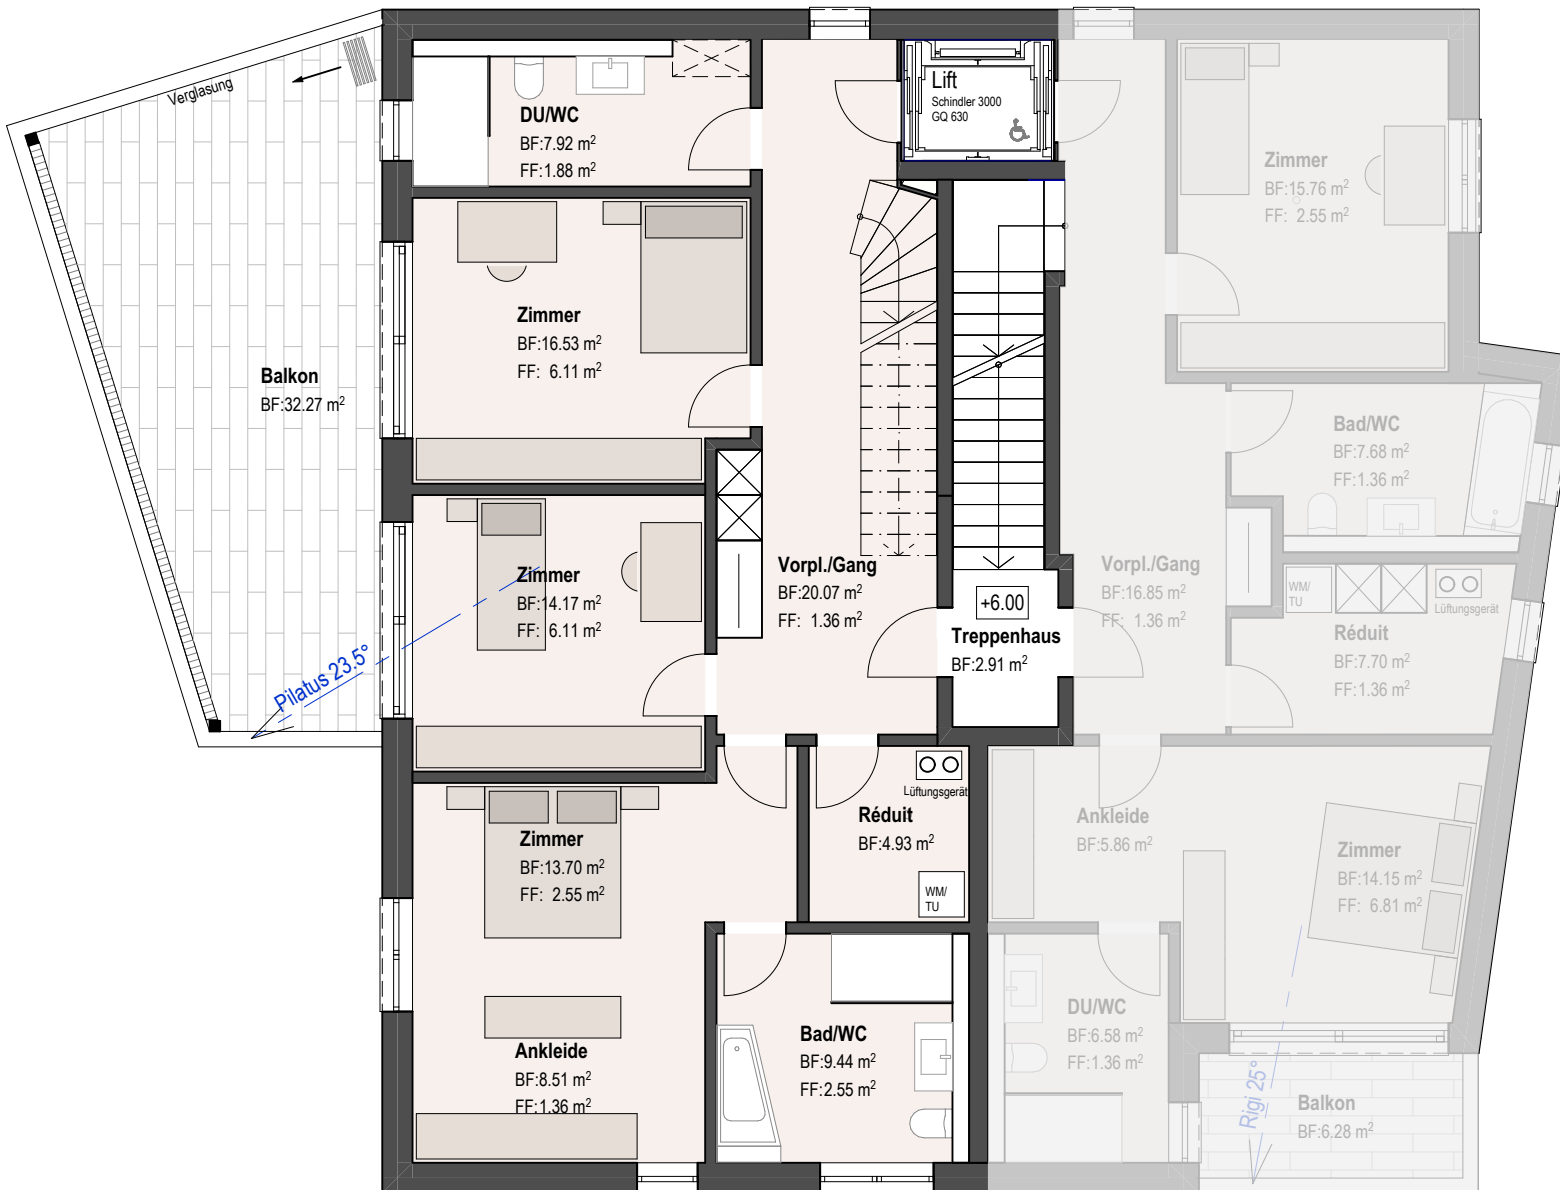 Verglasung
DU/WC
BF:7.92 m²
FF:1.88 m²
Lift
Schindler 3000
GQ 630
Zimmer
BF:15.76 m²
FF: 2.55 m²
Zimmer
BF:16.53 m²
FF: 6.11 m²
Balkon
BF:32.27 m²
Bad/WC
BF:7.68 m²
FF:1.36 m²
Zimmer
BF:14.17 m²
FF: 6.11 m²
Pilatus 23.5°
Vorpl./Gang
BF:20.07 m²
FF: 1.36 m²
+6.00
Treppenhaus
BF:2.91 m²
Vorpl./Gang
BF:16.85 m²
FF: 1.36 m²
WM/
TU
Lüftungsgerät
Réduit
BF:7.70 m²
FF:1.36 m²
Zimmer
BF:13.70 m²
FF: 2.55 m²
Lüftungsgerät
Réduit
BF:4.93 m²
WM/
TU
Ankleide
BF:5.86 m²
Zimmer
BF:14.15 m²
FF: 6.81 m²
Ankleide
BF:8.51 m²
FF:1.36 m²
Bad/WC
BF:9.44 m²
FF:2.55 m²
DU/WC
BF:6.58 m²
FF:1.36 m²
Rigi 25°
Balkon
BF:6.28 m²